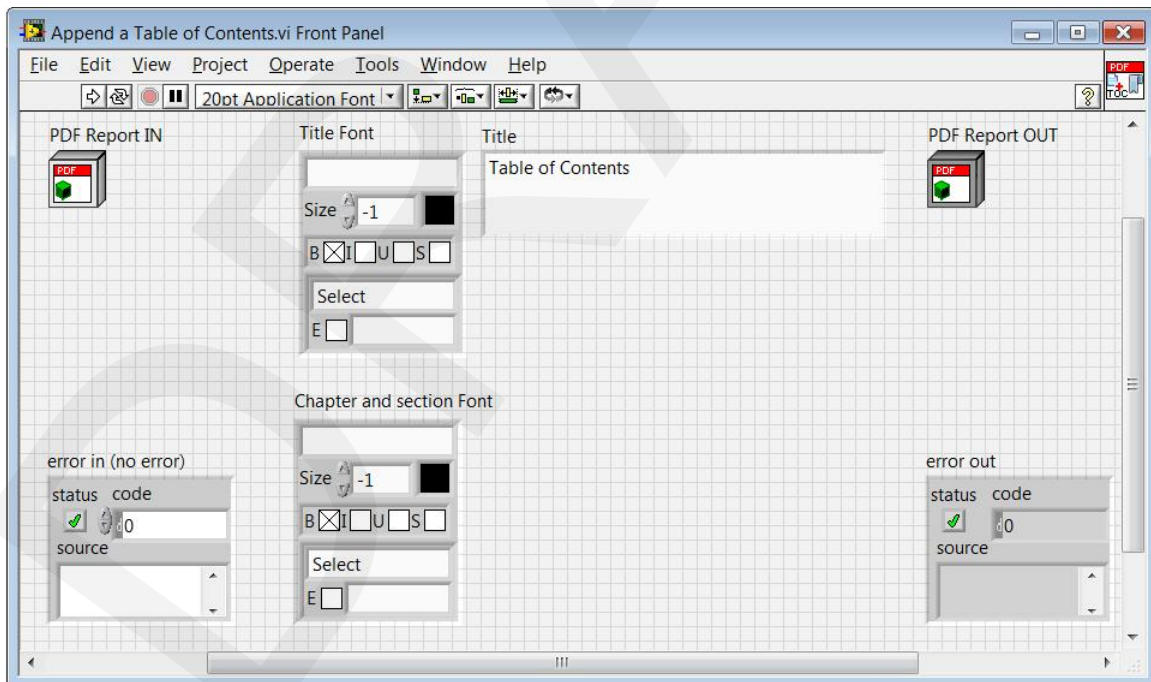 Append a Table of Contents.vi Front Panel
File Edit View Project Operate Tools Window Help
PDF
TOC
20pt Application Font
?
PDF Report IN
Title Font
Title
PDF Report OUT
PDF
Table of Contents
PDF
Size -1
B I U S
Select
E
Chapter and section Font
error in (no error)
error out
status code
Size -1
status code
0
B I U S
0
source
Select
source
E